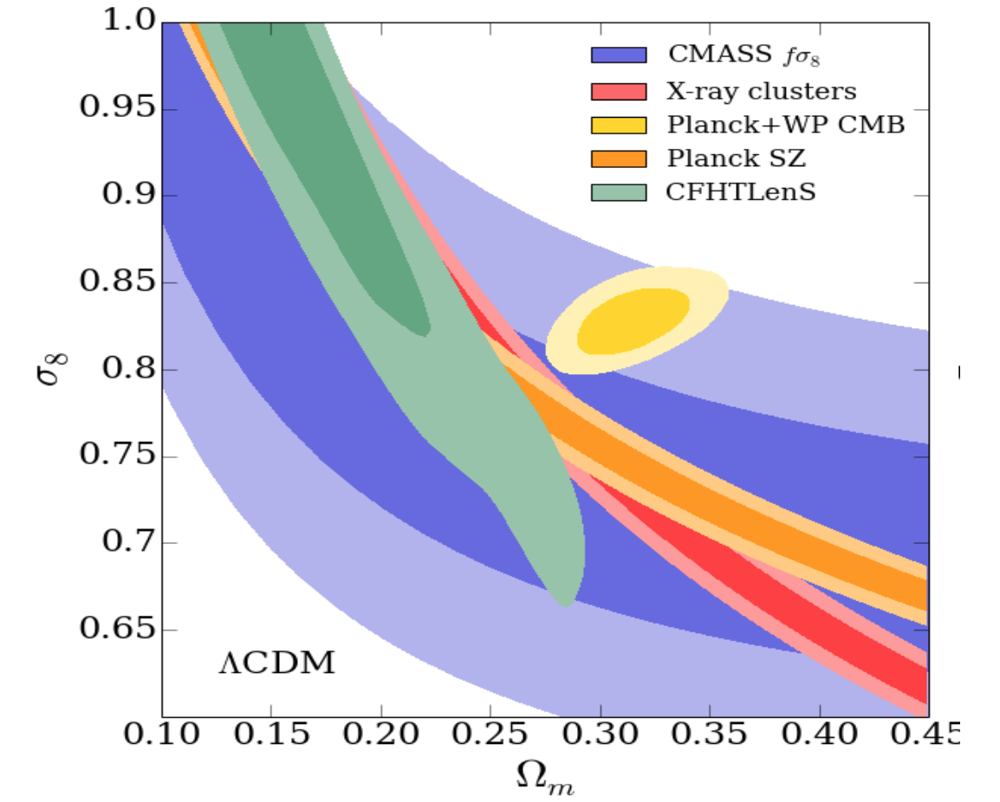 1.0
0.95
0.9
0.85
0.8
0.75
0.7
0.65
σ₈
CMASS fσ₈
X-ray clusters
Planck+WP CMB
Planck SZ
CFHTLenS
ΛCDM
0.10 0.15 0.20 0.25 0.30 0.35 0.40 0.45
Ωₘ